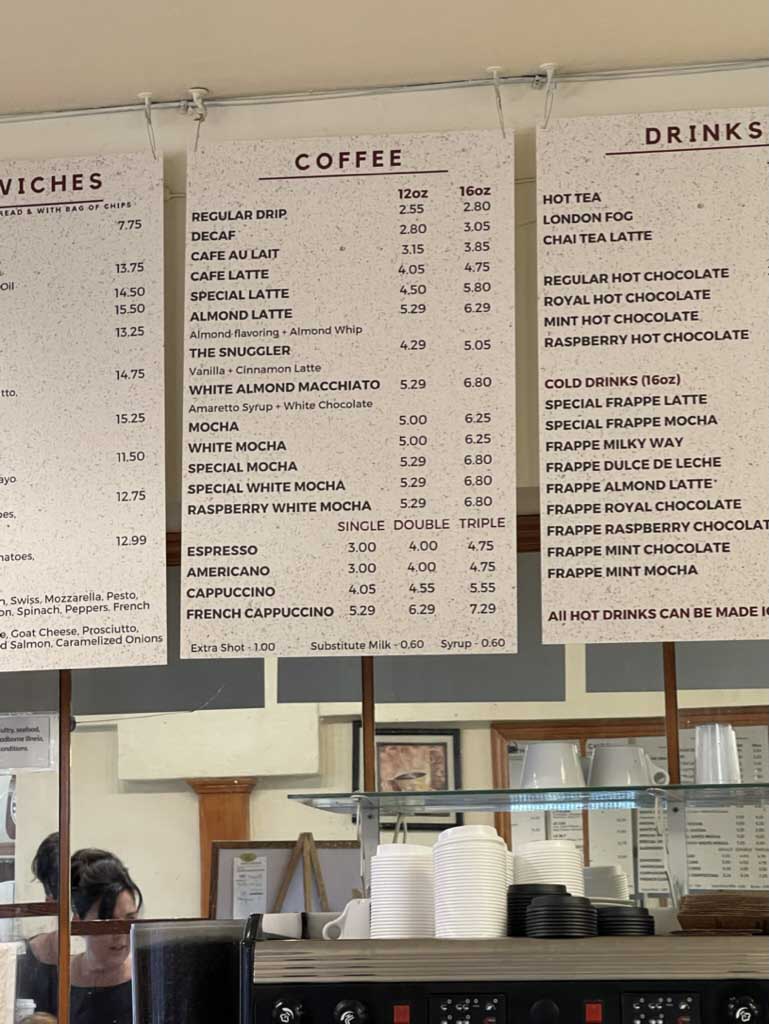 VICHES
READ & WITH BAG OF CHIPS
7.75
13.75
Oil
14.50
15.50
13.25
14.75
tto,
15.25
11.50
ayo
12.75
12.99
Swiss, Mozzarella, Pesto,
Spinach, Peppers, French
Goat Cheese, Prosciutto,
d Salmon, Caramelized Onions
COFFEE
12oz 16oz
REGULAR DRIP 2.55 2.80
DECAF 2.80 3.05
CAFE AU LAIT 3.15 3.85
CAFE LATTE 4.05 4.75
SPECIAL LATTE 4.50 5.80
ALMOND LATTE 5.29 6.29
Almond flavoring + Almond Whip
THE SNUGGLER 4.29 5.05
Vanilla + Cinnamon Latte
WHITE ALMOND MACCHIATO 5.29 6.80
Amaretto Syrup + White Chocolate
MOCHA 5.00 6.25
WHITE MOCHA 5.00 6.25
SPECIAL MOCHA 5.29 6.80
SPECIAL WHITE MOCHA 5.29 6.80
RASPBERRY WHITE MOCHA 5.29 6.80
SINGLE DOUBLE TRIPLE
ESPRESSO 3.00 4.00 4.75
AMERICANO 3.00 4.00 4.75
CAPPUCCINO 4.05 4.55 5.55
FRENCH CAPPUCCINO 5.29 6.29 7.29
Extra Shot - 1.00 Substitute Milk - 0.60 Syrup - 0.60
DRINKS
HOT TEA
LONDON FOG
CHAI TEA LATTE
REGULAR HOT CHOCOLATE
ROYAL HOT CHOCOLATE
MINT HOT CHOCOLATE
RASPBERRY HOT CHOCOLATE
COLD DRINKS (16oz)
SPECIAL FRAPPE LATTE
SPECIAL FRAPPE MOCHA
FRAPPE MILKY WAY
FRAPPE DULCE DE LECHE
FRAPPE ALMOND LATTE*
FRAPPE ROYAL CHOCOLATE
FRAPPE RASPBERRY CHOCOLAT
FRAPPE MINT CHOCOLATE
FRAPPE MINT MOCHA
All HOT DRINKS CAN BE MADE
seafood,
illness,